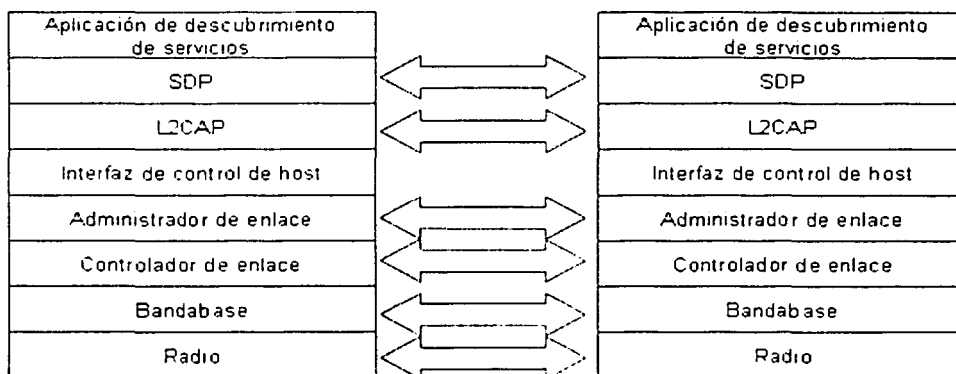 Aplicación de descubrimiento
de servicios
SDP
L2CAP
Interfaz de control de host
Administrador de enlace
Controlador de enlace
Bandabase
Radio
Aplicación de descubrimiento
de servicios
SDP
L2CAP
Interfaz de control de host
Administrador de enlace
Controlador de enlace
Bandabase
Radio